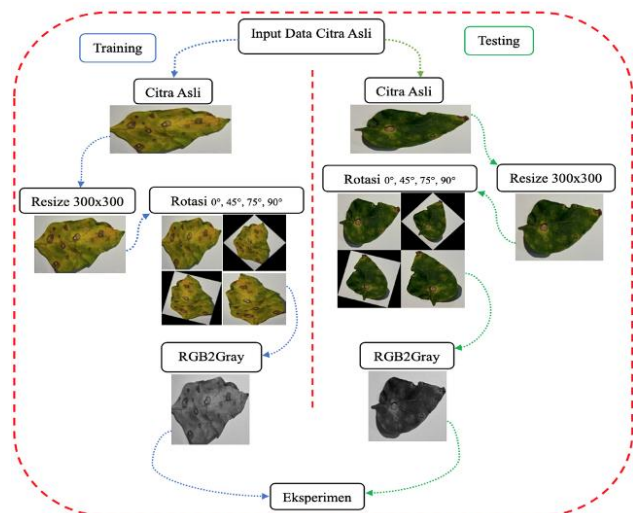 Input Data Citra Asli
Training
Testing
Citra Asli
Citra Asli
Resize 300x300
Rotasi 0°, 45°, 75°, 90°
Rotasi 0°, 45°, 75°, 90°
Resize 300x300
RGB2Gray
RGB2Gray
Eksperimen